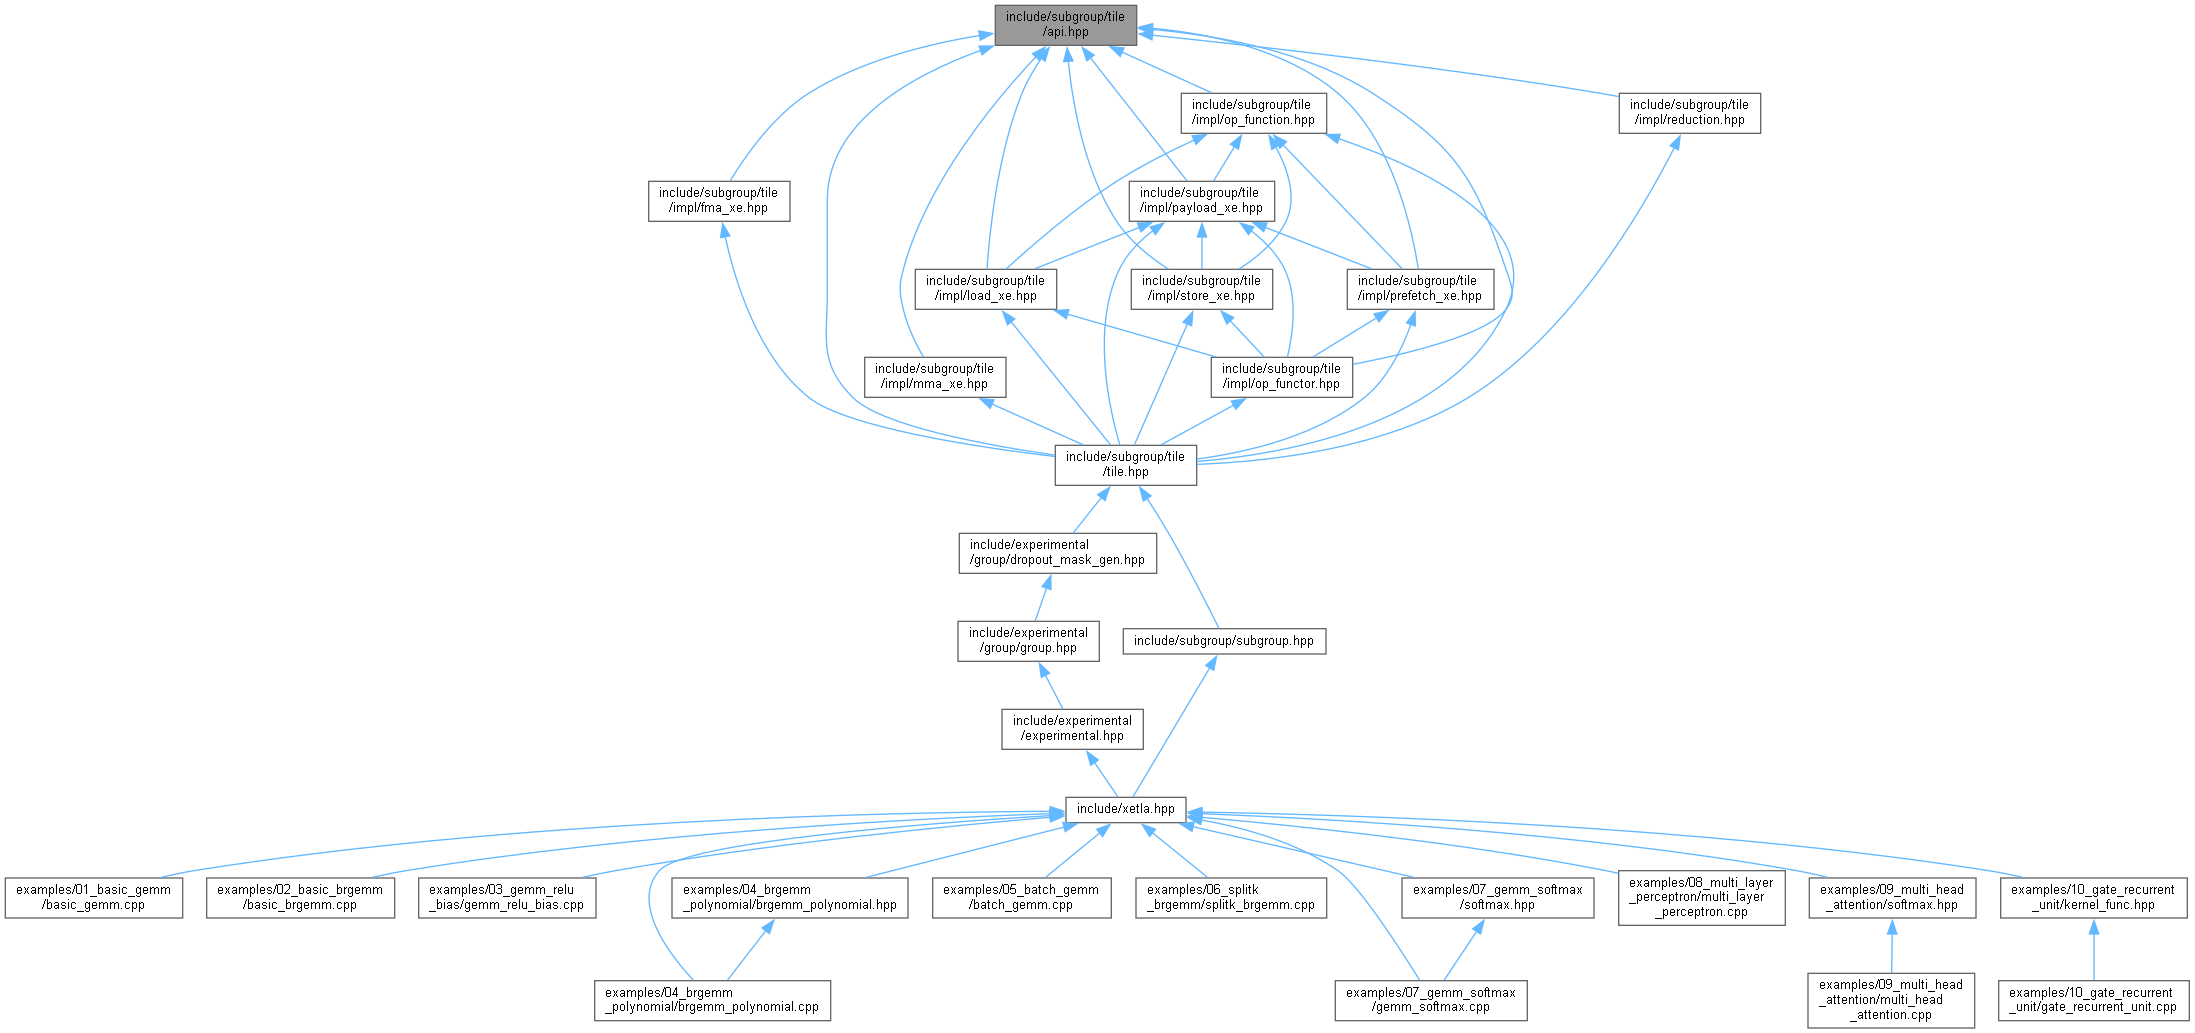 include/subgroup/tile
/api.hpp
include/subgroup/tile
/impl/op_function.hpp
include/subgroup/tile
/impl/reduction.hpp
include/subgroup/tile
/impl/fma_xe.hpp
include/subgroup/tile
/impl/payload_xe.hpp
include/subgroup/tile
/impl/load_xe.hpp
include/subgroup/tile
/impl/store_xe.hpp
include/subgroup/tile
/impl/prefetch_xe.hpp
include/subgroup/tile
/impl/mma_xe.hpp
include/subgroup/tile
/impl/op_functor.hpp
include/subgroup/tile
/tile.hpp
include/experimental
/group/dropout_mask_gen.hpp
include/experimental
/group/group.hpp
include/subgroup/subgroup.hpp
include/experimental
/experimental.hpp
include/xetla.hpp
examples/01_basic_gemm
/basic_gemm.cpp
examples/02_basic_brgemm
/basic_brgemm.cpp
examples/03_gemm_relu
_bias/gemm_relu_bias.cpp
examples/04_brgemm
_polynomial/brgemm_polynomial.hpp
examples/05_batch_gemm
/batch_gemm.cpp
examples/06_splitk
_brgemm/splitk_brgemm.cpp
examples/07_gemm_softmax
/softmax.hpp
examples/08_multi_layer
_perceptron/multi_layer
_perceptron.cpp
examples/09_multi_head
_attention/softmax.hpp
examples/10_gate_recurrent
_unit/kernel_func.hpp
examples/04_brgemm
_polynomial/brgemm_polynomial.cpp
examples/07_gemm_softmax
/gemm_softmax.cpp
examples/09_multi_head
_attention/multi_head
_attention.cpp
examples/10_gate_recurrent
_unit/gate_recurrent_unit.cpp